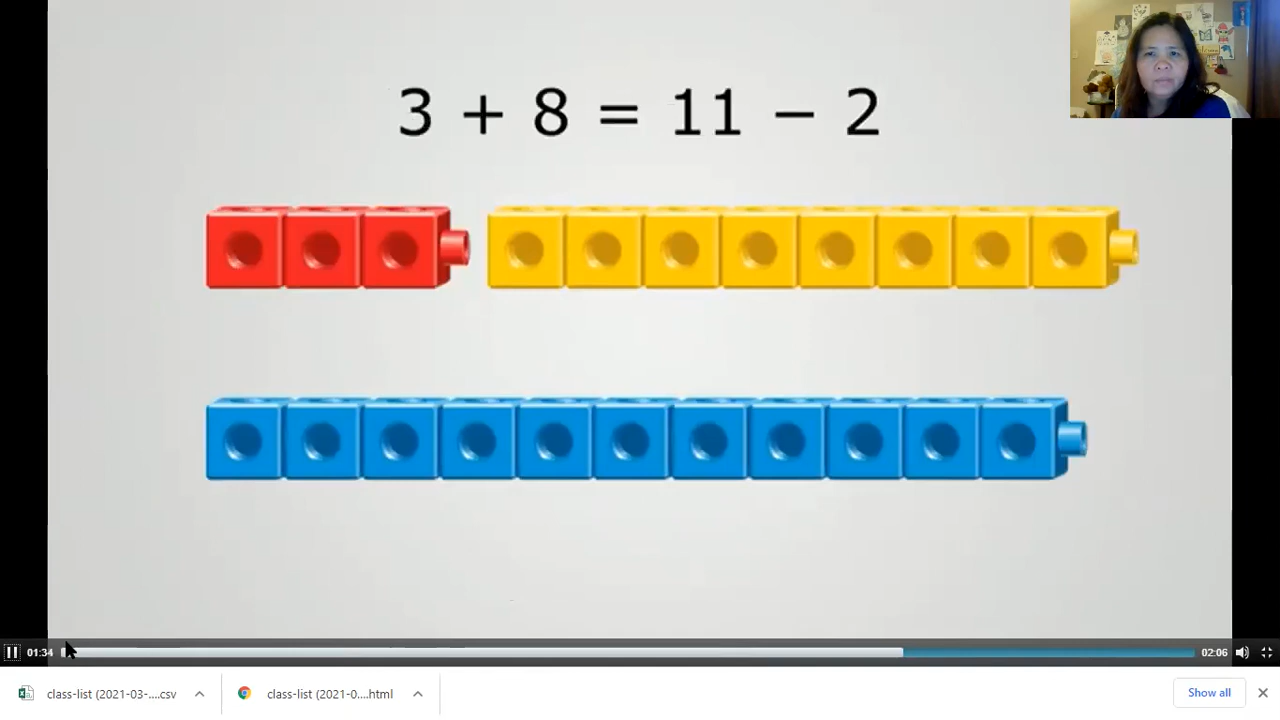 3 + 8 = 11 − 2
01:34
02:06
class-list (2021-03-....csv
class-list (2021-0....html
Show all